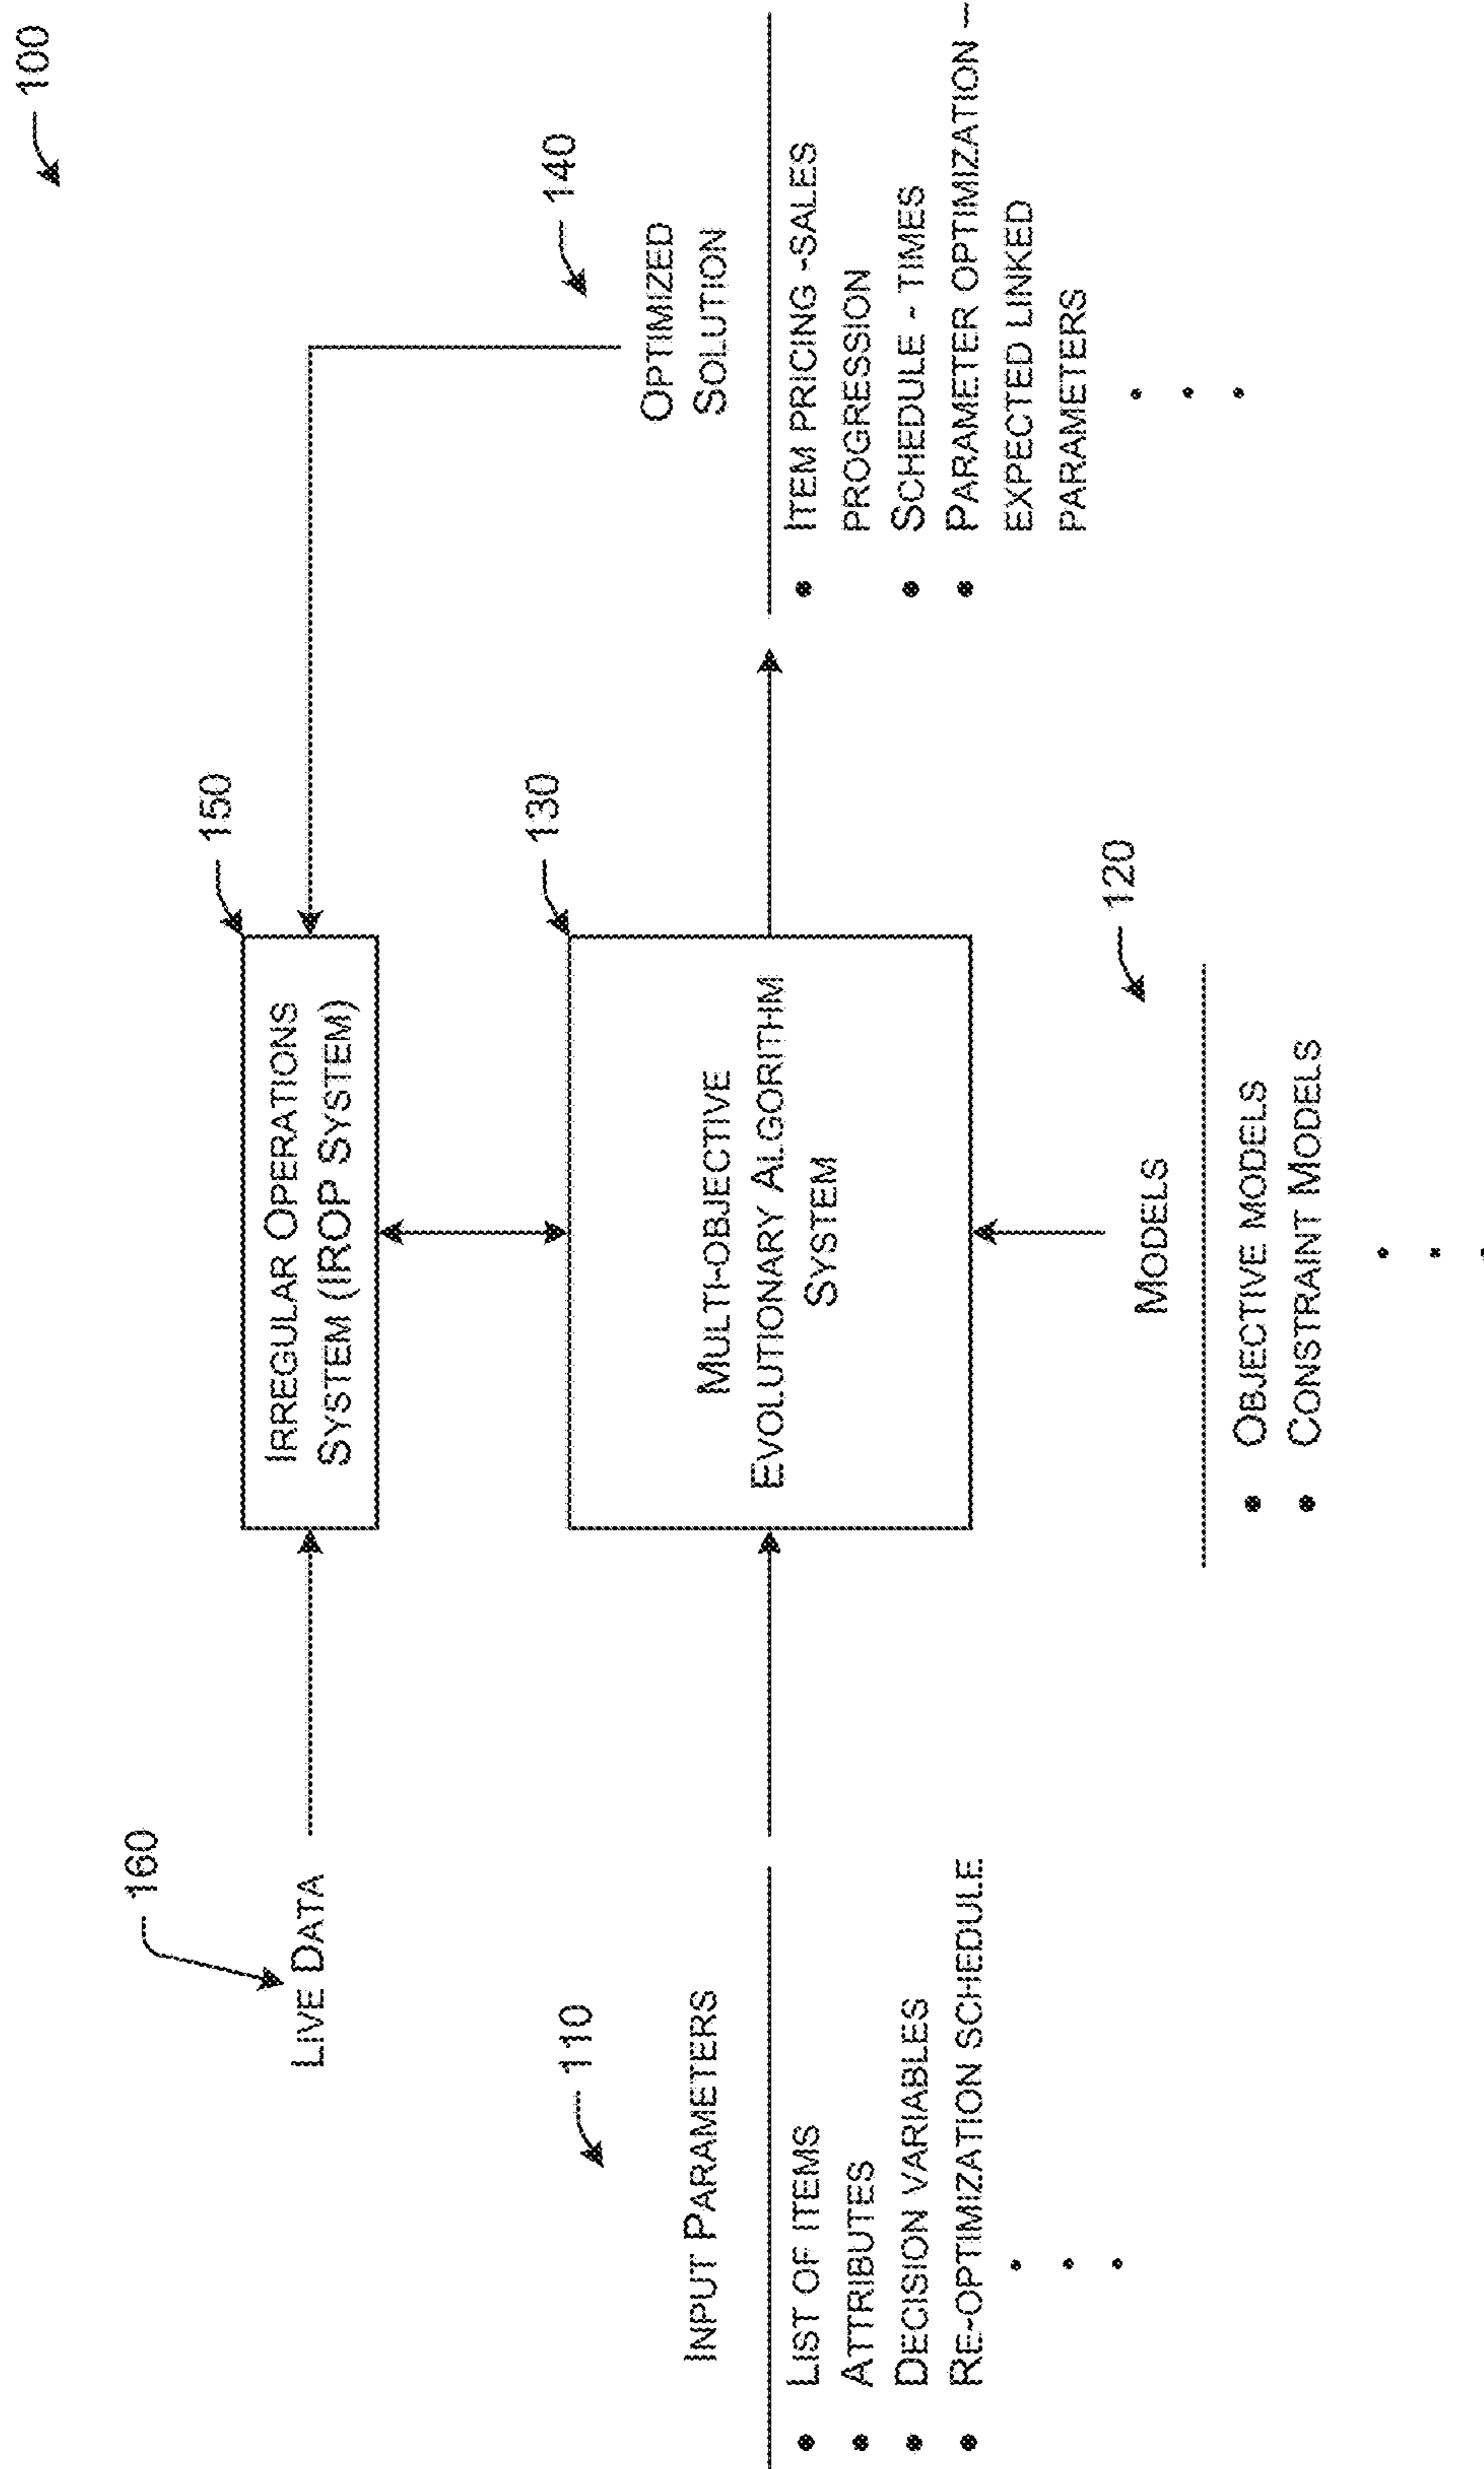 100
160
LIVE DATA
150
IRREGULAR OPERATIONS
SYSTEM (IROP SYSTEM)
110
INPUT PARAMETERS
• LIST OF ITEMS
• ATTRIBUTES
• DECISION VARIABLES
• RE-OPTIMIZATION SCHEDULE
130
MULTI-OBJECTIVE
EVOLUTIONARY ALGORITHM
SYSTEM
140
OPTIMIZED
SOLUTION
• ITEM PRICING -SALES
PROGRESSION
• SCHEDULE - TIMES
• PARAMETER OPTIMIZATION –
EXPECTED LINKED
PARAMETERS
120
MODELS
• OBJECTIVE MODELS
• CONSTRAINT MODELS